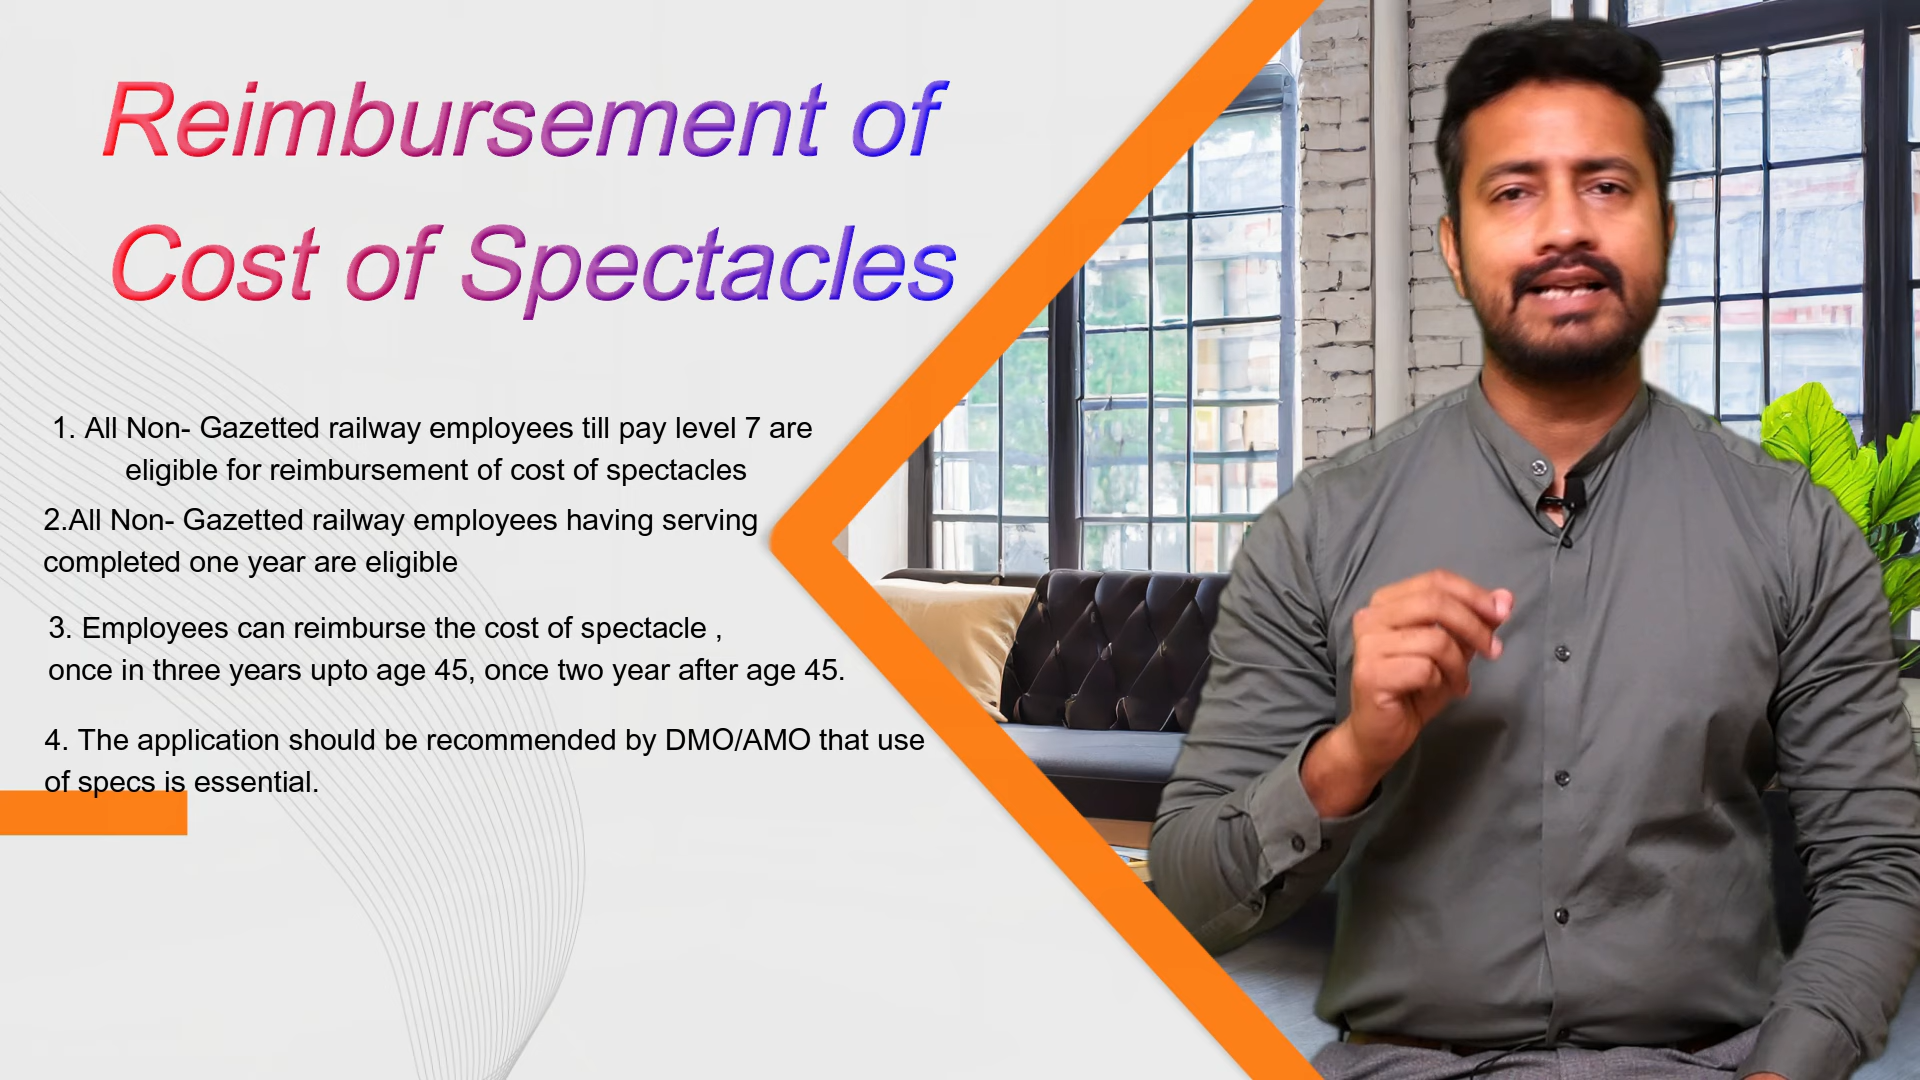 Reimbursement of
Cost of Spectacles
1. All Non- Gazetted railway employees till pay level 7 are
eligible for reimbursement of cost of spectacles
2.All Non- Gazetted railway employees having serving
completed one year are eligible
3. Employees can reimburse the cost of spectacle ,
once in three years upto age 45, once two year after age 45.
4. The application should be recommended by DMO/AMO that use
of specs is essential.